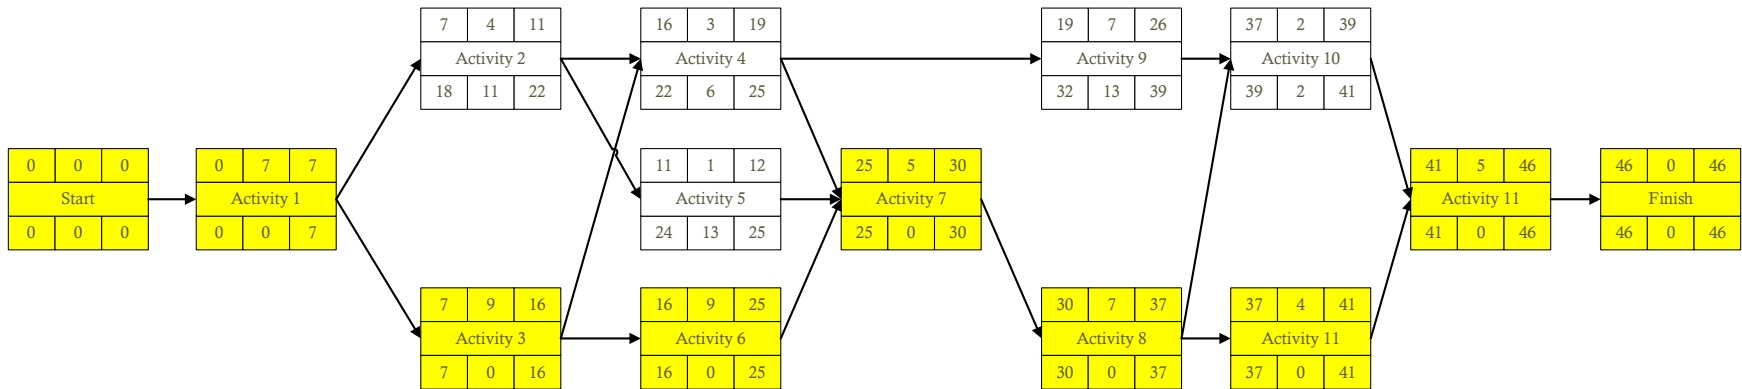 7 4 11
Activity 2
18 11 22
16 3 19
Activity 4
22 6 25
19 7 26
Activity 9
32 13 39
37 2 39
Activity 10
39 2 41
0 0 0
Start
0 0 0
0 7 7
Activity 1
0 0 7
11 1 12
Activity 5
24 13 25
25 5 30
Activity 7
25 0 30
41 5 46
Activity 11
41 0 46
46 0 46
Finish
46 0 46
7 9 16
Activity 3
7 0 16
16 9 25
Activity 6
16 0 25
30 7 37
Activity 8
30 0 37
37 4 41
Activity 11
37 0 41